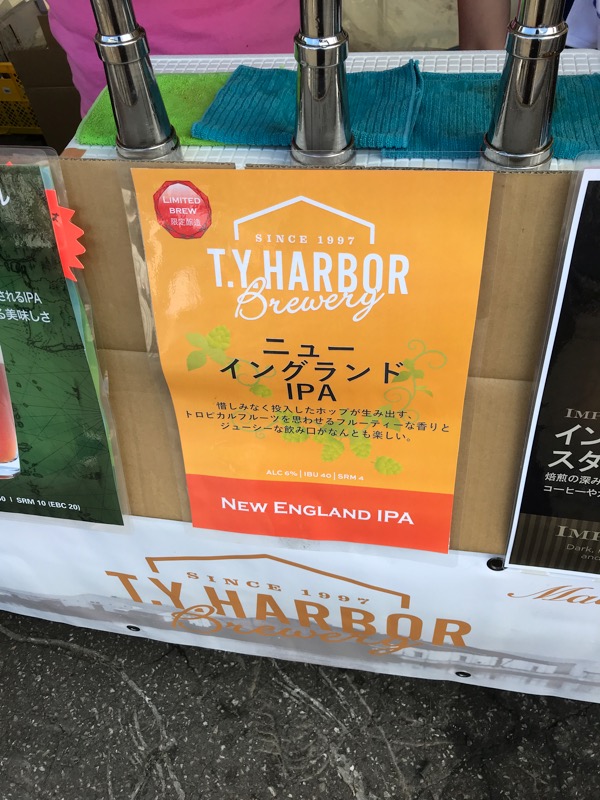 されるIPA
る美味しさ
0 | SRM 10 (EBC 20)
LIMITED
BREW
限定醸造
SINCE 1997
T.Y.HARBOR
Brewery
ニュー
イングランド
IPA
惜しみなく投入したホップが生み出す、
トロピカルフルーツを思わせるフルーティーな香りと
ジューシーな飲み口がなんとも楽しい。
ALC 6% | IBU 40 | SRM 4
NEW ENGLAND IPA
IMP
イン
スタ
焙煎の深み
コーヒーやカ
IMP
Dark,
and
SINCE 1997
T.Y.HARBOR
Brewery